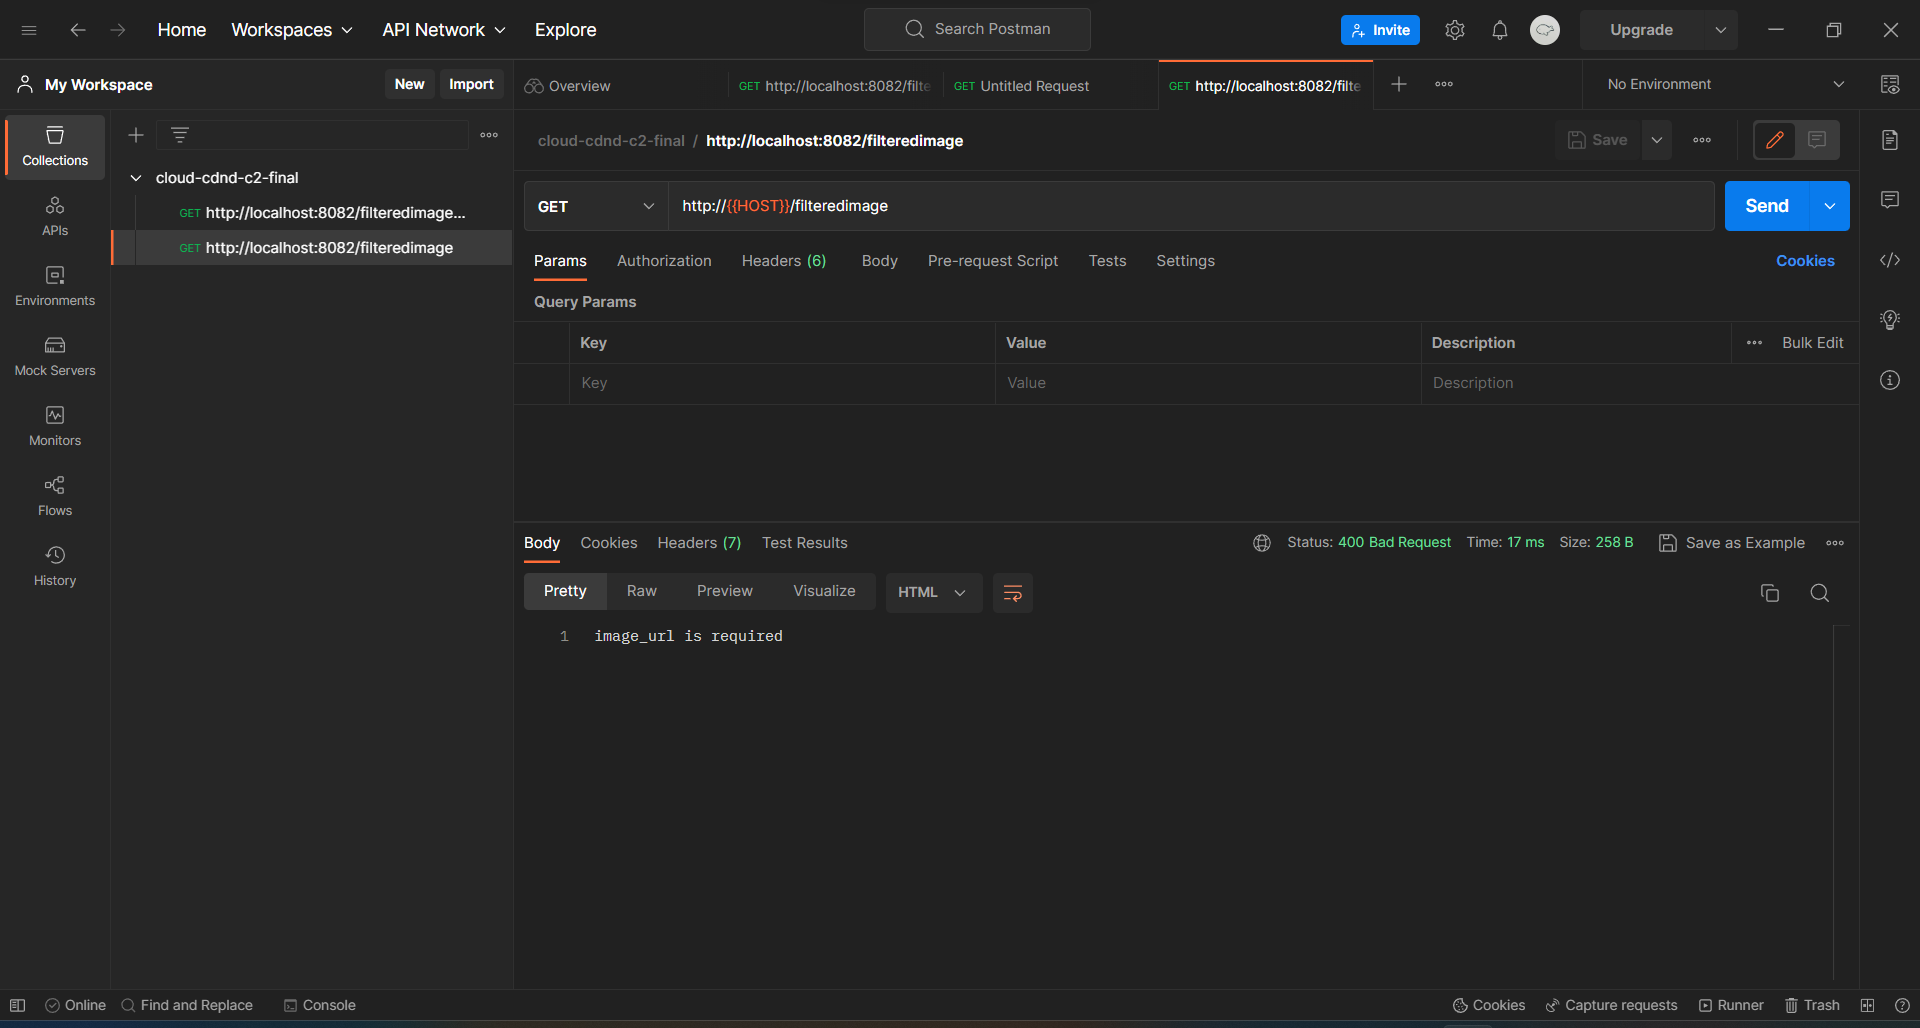 Home Workspaces API Network Explore Search Postman Invite Upgrade
My Workspace New Import Overview GET http://localhost:8082/filte GET Untitled Request GET http://localhost:8082/filte No Environment
Collections
APIs
Environments
Mock Servers
Monitors
Flows
History
cloud-cdnd-c2-final
GET http://localhost:8082/filteredimage...
GET http://localhost:8082/filteredimage
cloud-cdnd-c2-final / http://localhost:8082/filteredimage Save
GET http://{{HOST}}/filteredimage Send
Params Authorization Headers (6) Body Pre-request Script Tests Settings Cookies
Query Params
Key Value Description Bulk Edit
Key Value Description
Body Cookies Headers (7) Test Results Status: 400 Bad Request Time: 17 ms Size: 258 B Save as Example
Pretty Raw Preview Visualize HTML
1 image_url is required
Online Find and Replace Console Cookies Capture requests Runner Trash